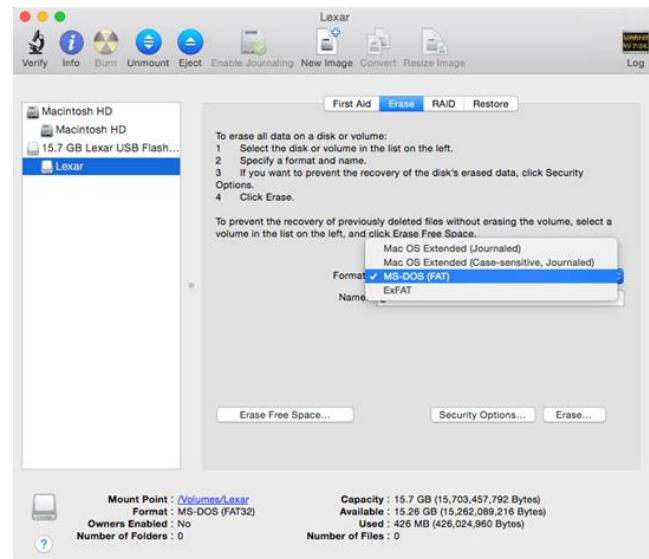 Lexar
Verify
Info
Burn
Unmount
Eject
Enable Journaling
New Image
Convert
Resize Image
Log
Macintosh HD
Macintosh HD
15.7 GB Lexar USB Flash...
Lexar
First Aid
Erase
RAID
Restore
To erase all data on a disk or volume:
1 Select the disk or volume in the list on the left.
2 Specify a format and name.
3 If you want to prevent the recovery of the disk's erased data, click Security
Options.
4 Click Erase.
To prevent the recovery of previously deleted files without erasing the volume, select a
volume in the list on the left, and click Erase Free Space.
Mac OS Extended (Journaled)
Mac OS Extended (Case-sensitive, Journaled)
Format
✓ MS-DOS (FAT)
ExFAT
Name
Erase Free Space...
Security Options...
Erase...
Mount Point : /Volumes/Lexar
Format : MS-DOS (FAT32)
Owners Enabled : No
Number of Folders : 0
Capacity : 15.7 GB (15,703,457,792 Bytes)
Available : 15.26 GB (15,262,089,216 Bytes)
Used : 426 MB (426,024,960 Bytes)
Number of Files : 0
?